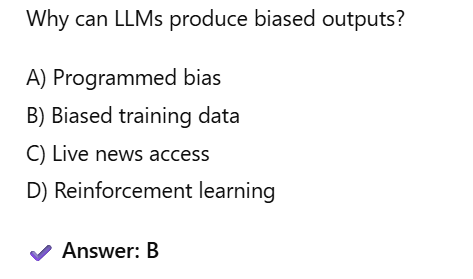 Why can LLMs produce biased outputs?
A) Programmed bias
B) Biased training data
C) Live news access
D) Reinforcement learning
Answer: B